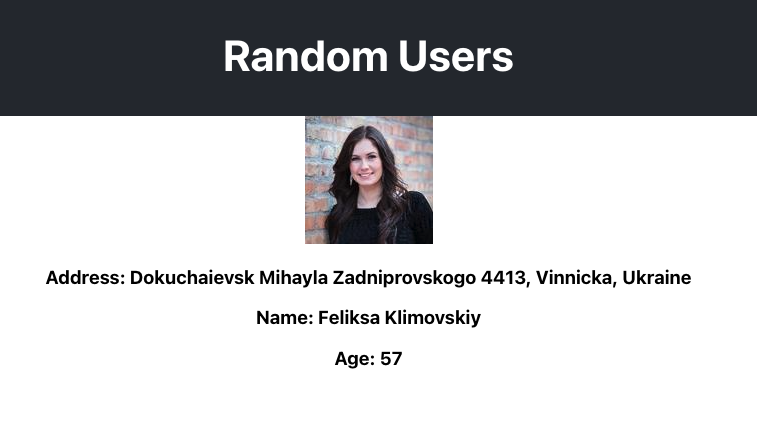 Random Users
Address: Dokuchaievsk Mihayla Zadniprovskogo 4413, Vinnicka, Ukraine
Name: Feliksa Klimovskiy
Age: 57